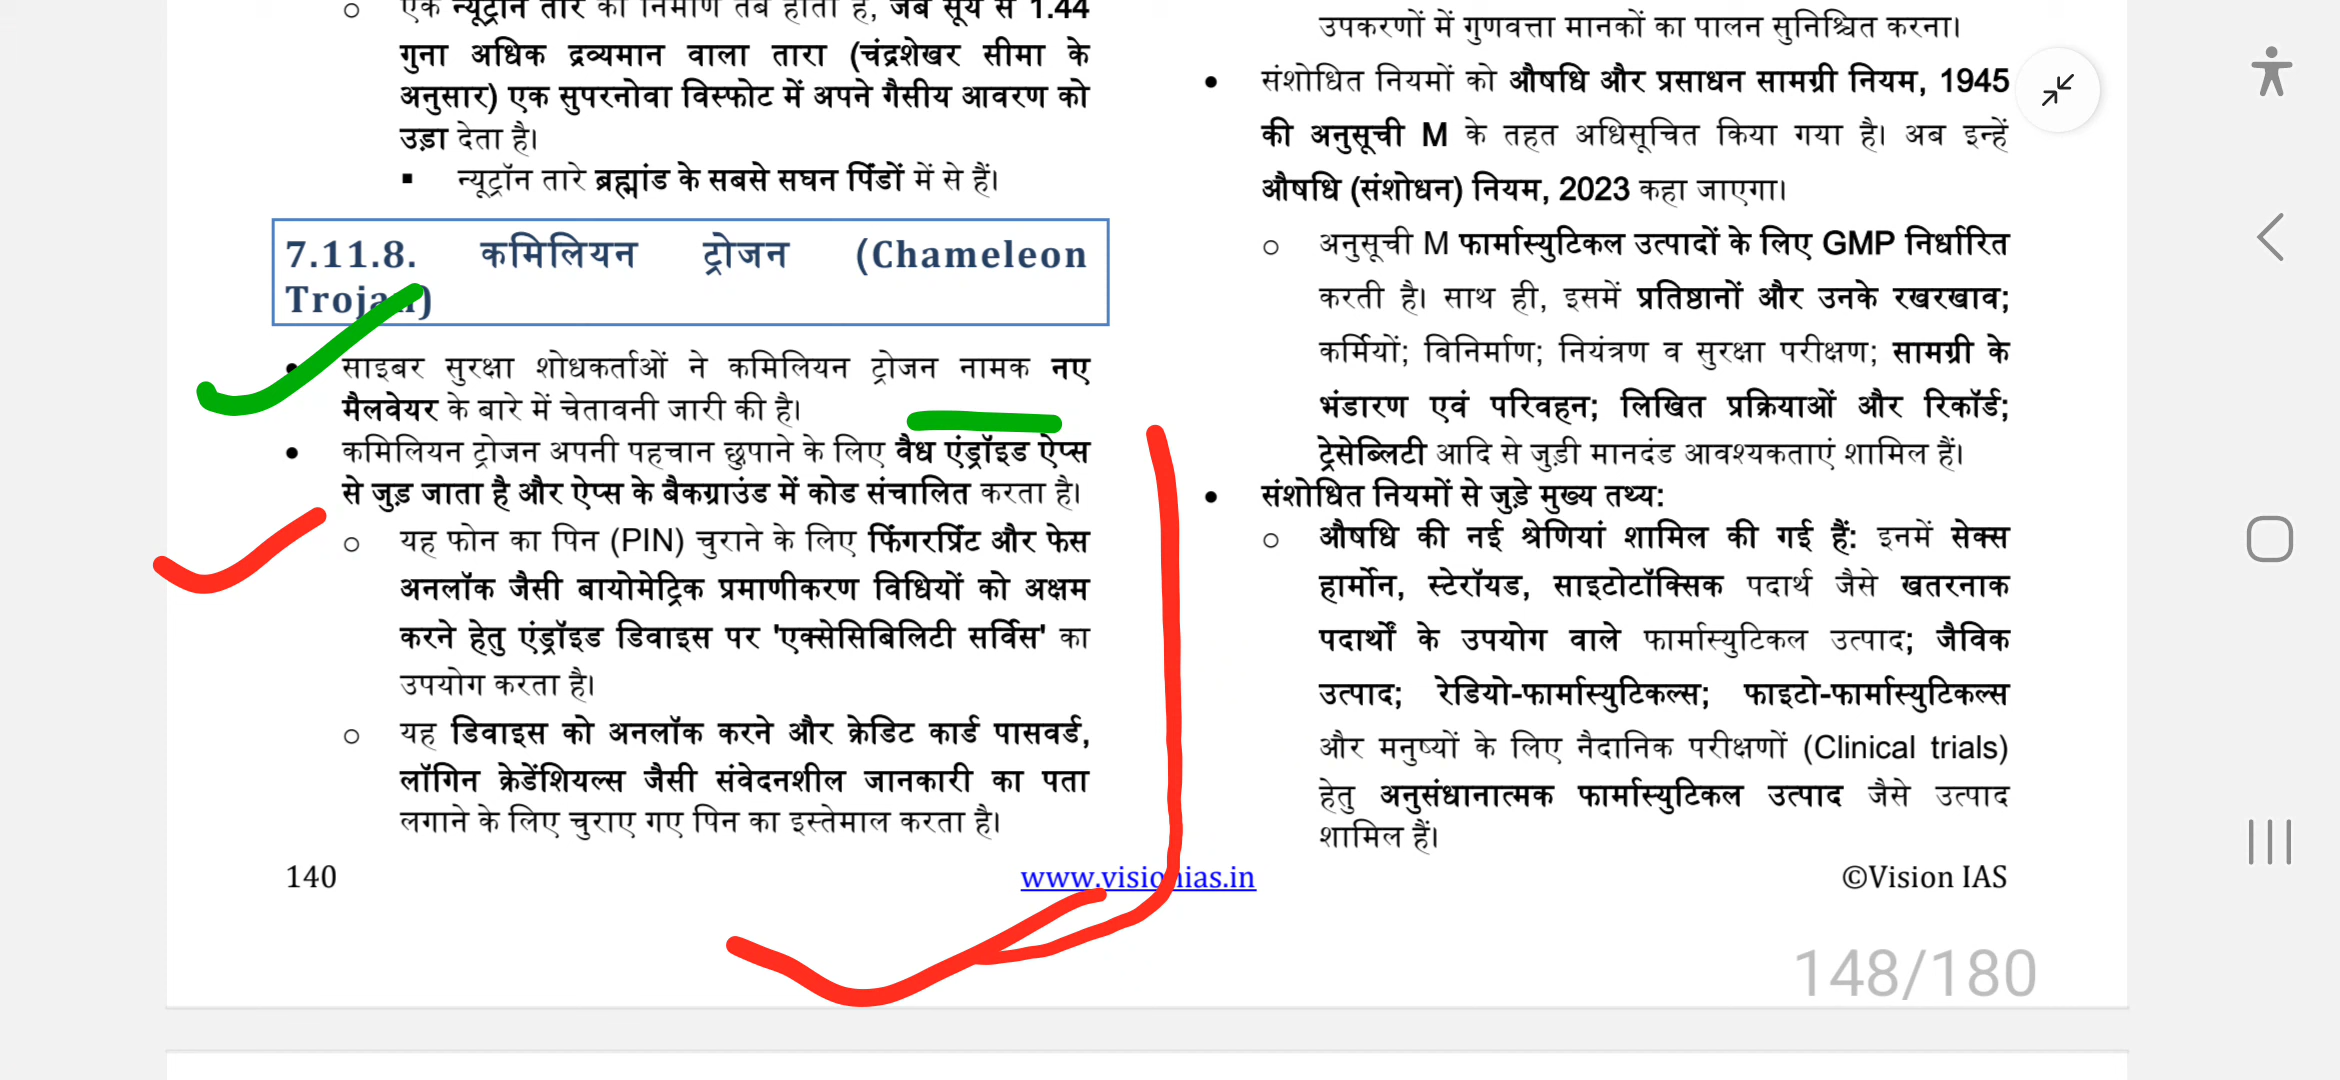 एक न्यूट्रॉन तारे का निर्माण तब होता है, जब सूर्य से 1.44
गुना अधिक द्रव्यमान वाला तारा (चंद्रशेखर सीमा के
अनुसार) एक सुपरनोवा विस्फोट में अपने गैसीय आवरण को
उड़ा देता है।
न्यूट्रॉन तारे ब्रह्मांड के सबसे सघन पिंडों में से हैं।
7.11.8. कमिलियन ट्रोजन (Chameleon
Trojan)
साइबर सुरक्षा शोधकर्ताओं ने कमिलियन ट्रोजन नामक नए
मैलवेयर के बारे में चेतावनी जारी की है।
कमिलियन ट्रोजन अपनी पहचान छुपाने के लिए वैध एंड्रॉइड ऐप्स
से जुड़ जाता है और ऐप्स के बैकग्राउंड में कोड संचालित करता है।
यह फोन का पिन (PIN) चुराने के लिए फिंगरप्रिंट और फेस
अनलॉक जैसी बायोमेट्रिक प्रमाणीकरण विधियों को अक्षम
करने हेतु एंड्रॉइड डिवाइस पर 'एक्सेसिबिलिटी सर्विस' का
उपयोग करता है।
यह डिवाइस को अनलॉक करने और क्रेडिट कार्ड पासवर्ड,
लॉगिन क्रेडेंशियल्स जैसी संवेदनशील जानकारी का पता
लगाने के लिए चुराए गए पिन का इस्तेमाल करता है।
उपकरणों में गुणवत्ता मानकों का पालन सुनिश्चित करना।
संशोधित नियमों को औषधि और प्रसाधन सामग्री नियम, 1945
की अनुसूची M के तहत अधिसूचित किया गया है। अब इन्हें
औषधि (संशोधन) नियम, 2023 कहा जाएगा।
अनुसूची M फार्मास्युटिकल उत्पादों के लिए GMP निर्धारित
करती है। साथ ही, इसमें प्रतिष्ठानों और उनके रखरखाव;
कर्मियों; विनिर्माण; नियंत्रण व सुरक्षा परीक्षण; सामग्री के
भंडारण एवं परिवहन; लिखित प्रक्रियाओं और रिकॉर्ड;
ट्रेसेब्लिटी आदि से जुड़ी मानदंड आवश्यकताएं शामिल हैं।
संशोधित नियमों से जुड़े मुख्य तथ्य:
औषधि की नई श्रेणियां शामिल की गई हैं: इनमें सेक्स
हार्मोन, स्टेरॉयड, साइटोटॉक्सिक पदार्थ जैसे खतरनाक
पदार्थों के उपयोग वाले फार्मास्युटिकल उत्पाद; जैविक
उत्पाद; रेडियो-फार्मास्युटिकल्स; फाइटो-फार्मास्युटिकल्स
और मनुष्यों के लिए नैदानिक परीक्षणों (Clinical trials)
हेतु अनुसंधानात्मक फार्मास्युटिकल उत्पाद जैसे उत्पाद
शामिल हैं।
140 www.visionias.in ©Vision IAS
148/180